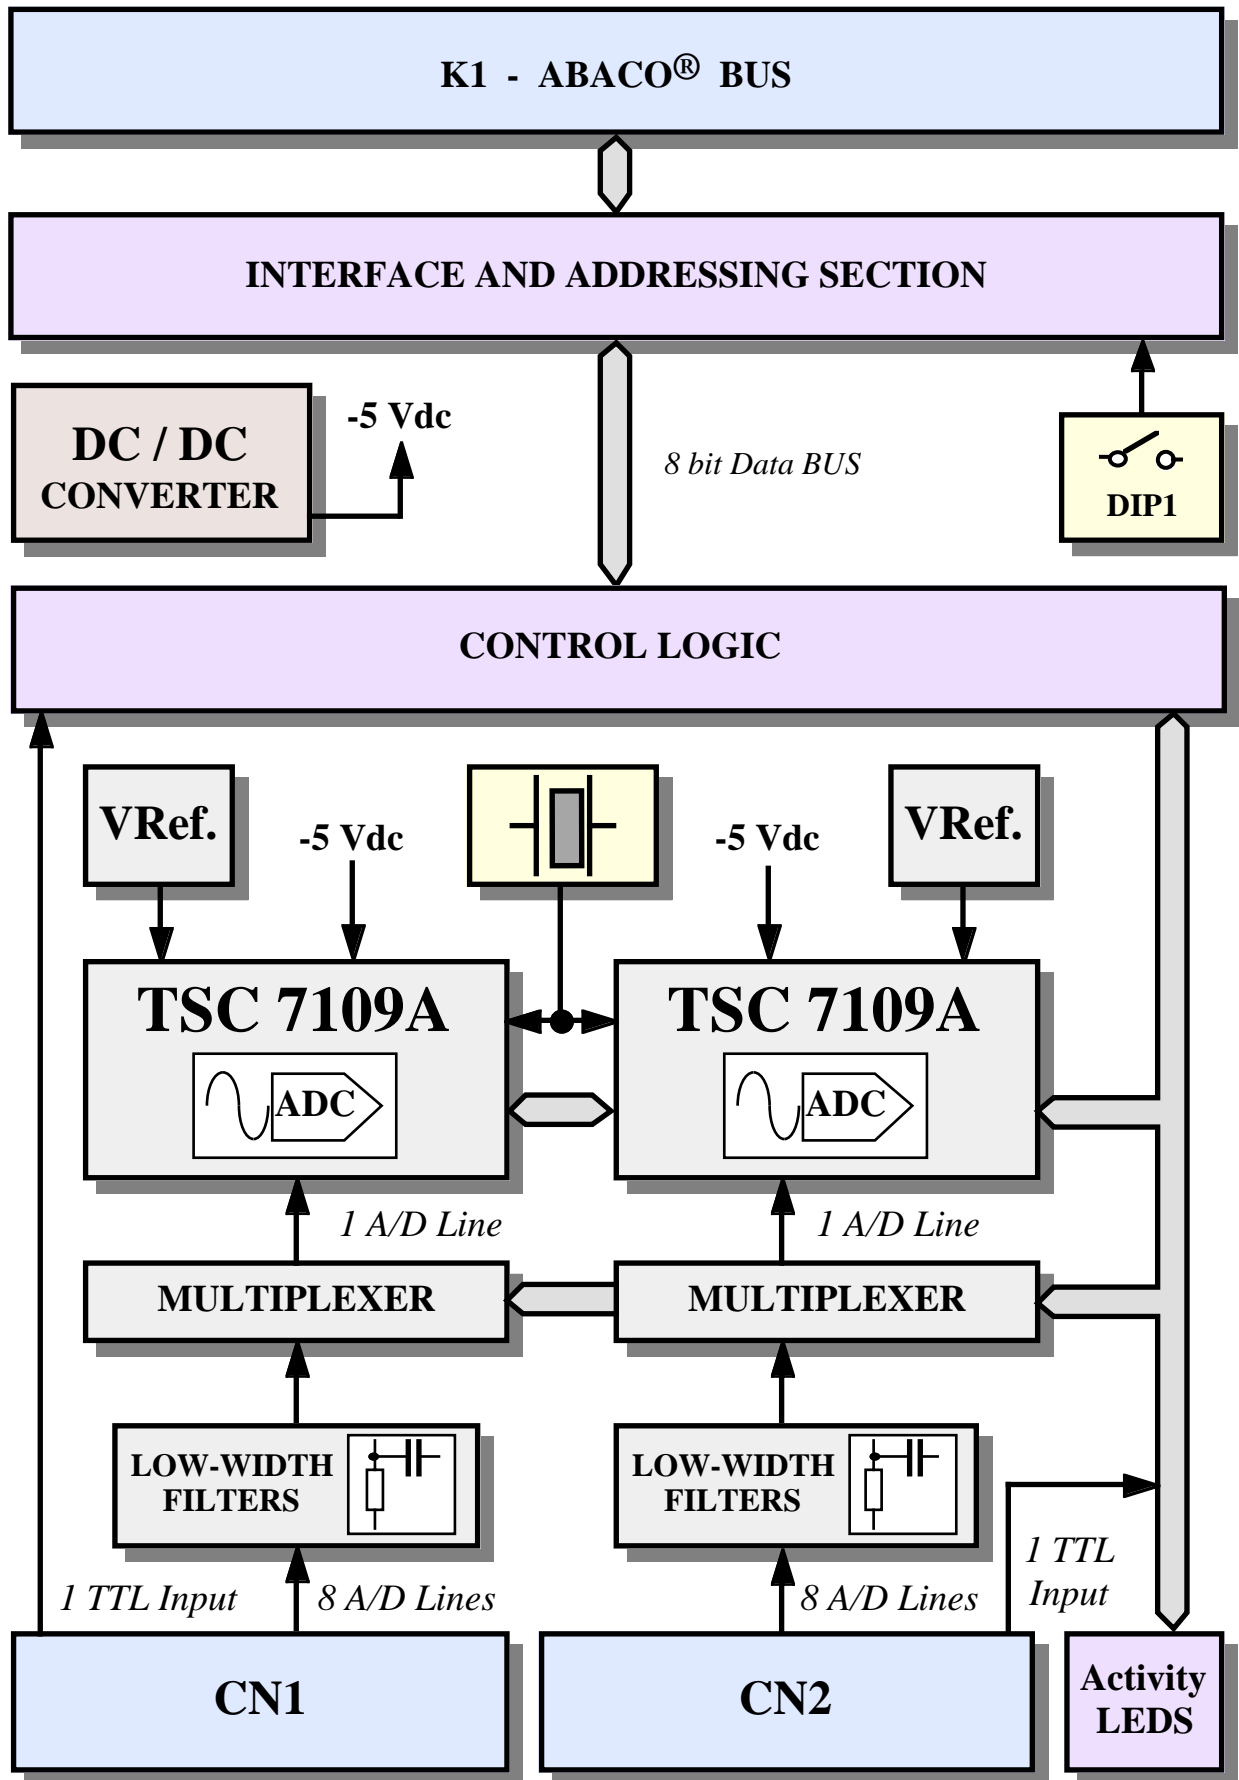 K1 - ABACO® BUS
INTERFACE AND ADDRESSING SECTION
DC / DC
CONVERTER
-5 Vdc
8 bit Data BUS
DIP1
CONTROL LOGIC
VRef.
-5 Vdc
-5 Vdc
VRef.
TSC 7109A
ADC
TSC 7109A
ADC
1 A/D Line
1 A/D Line
MULTIPLEXER
MULTIPLEXER
LOW-WIDTH
FILTERS
LOW-WIDTH
FILTERS
1 TTL Input
8 A/D Lines
8 A/D Lines
1 TTL
Input
CN1
CN2
Activity
LEDS